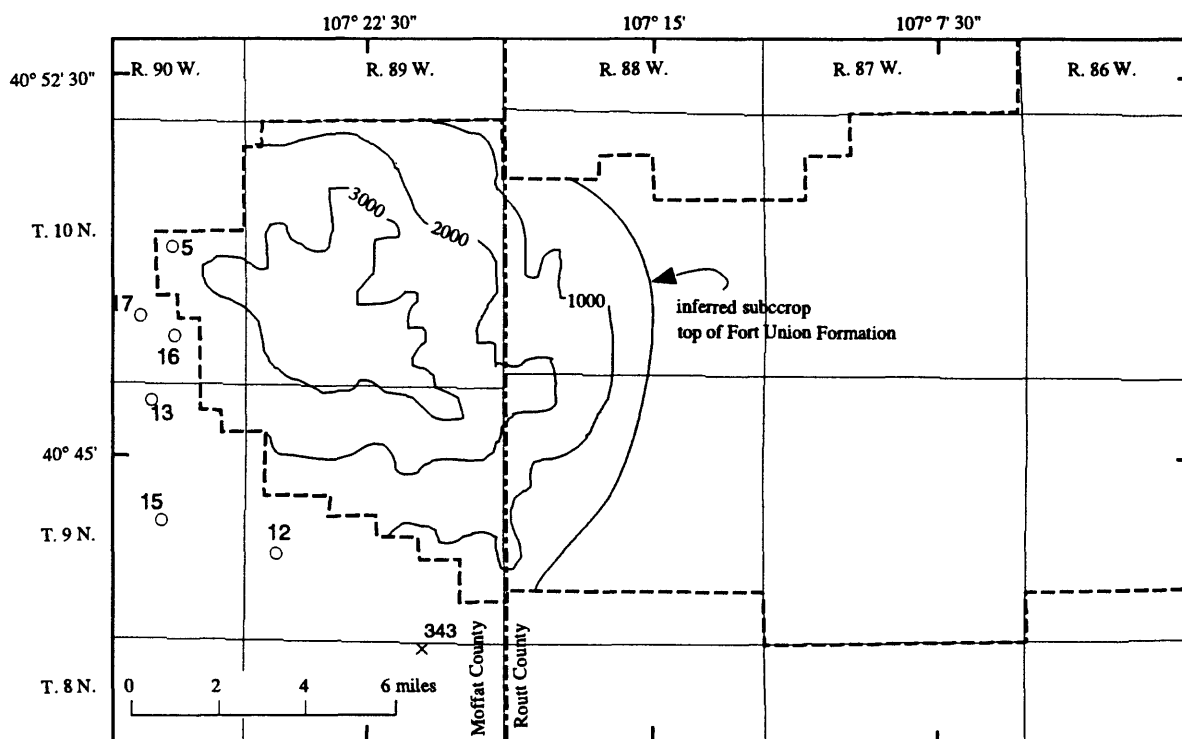 107° 22' 30" 107° 15' 107° 7' 30"
40° 52' 30"
R. 90 W. R. 89 W. R. 88 W. R. 87 W. R. 86 W.
3000
2000
T. 10 N.
5
1000
17
inferred subccrop
top of Fort Union Formation
16
13
40° 45'
15
12
T. 9 N.
343
Moffat County
Routt County
T. 8 N.
0 2 4 6 miles